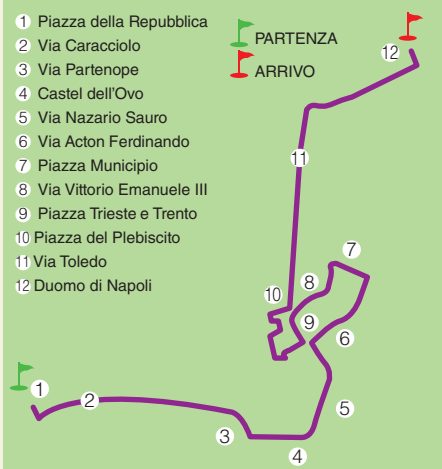 1 Piazza della Repubblica
2 Via Caracciolo
3 Via Partenope
4 Castel dell'Ovo
5 Via Nazario Sauro
6 Via Acton Ferdinando
7 Piazza Municipio
8 Via Vittorio Emanuele III
9 Piazza Trieste e Trento
10 Piazza del Plebiscito
11 Via Toledo
12 Duomo di Napoli
PARTENZA
ARRIVO
12
11
7
8
10
9
6
1
2
5
3
4